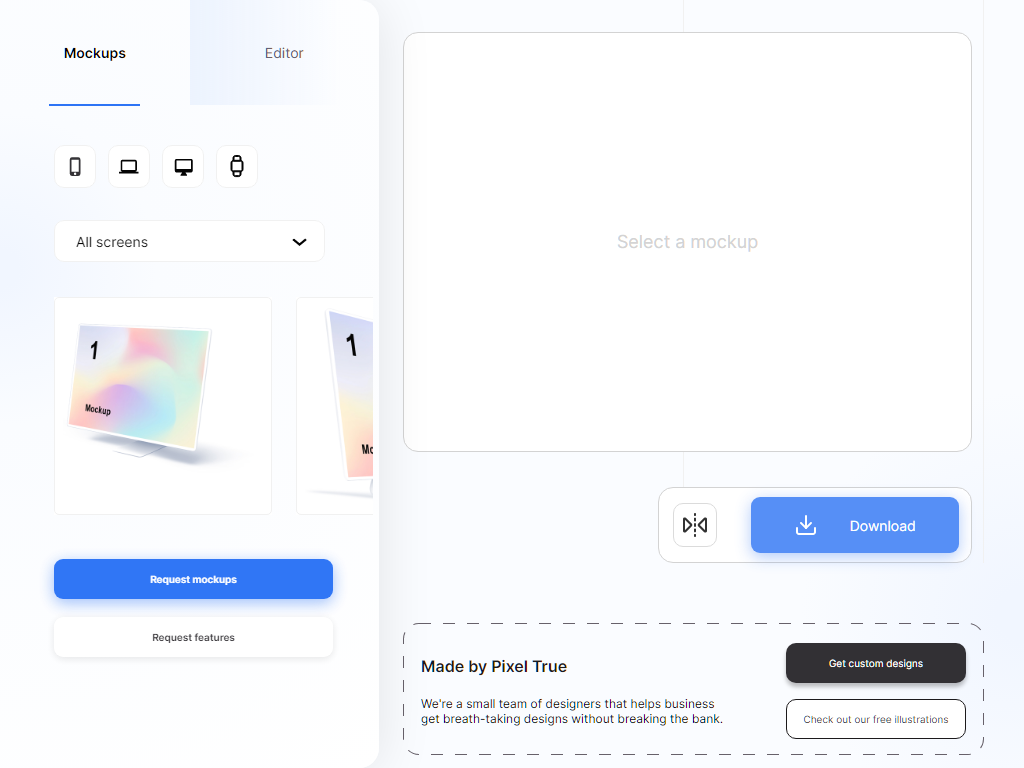 Mockups
Editor
All screens
1
Mockup
1
Mo
Request mockups
Request features
Select a mockup
Download
Made by Pixel True
We're a small team of designers that helps business
get breath-taking designs without breaking the bank.
Get custom designs
Check out our free illustrations